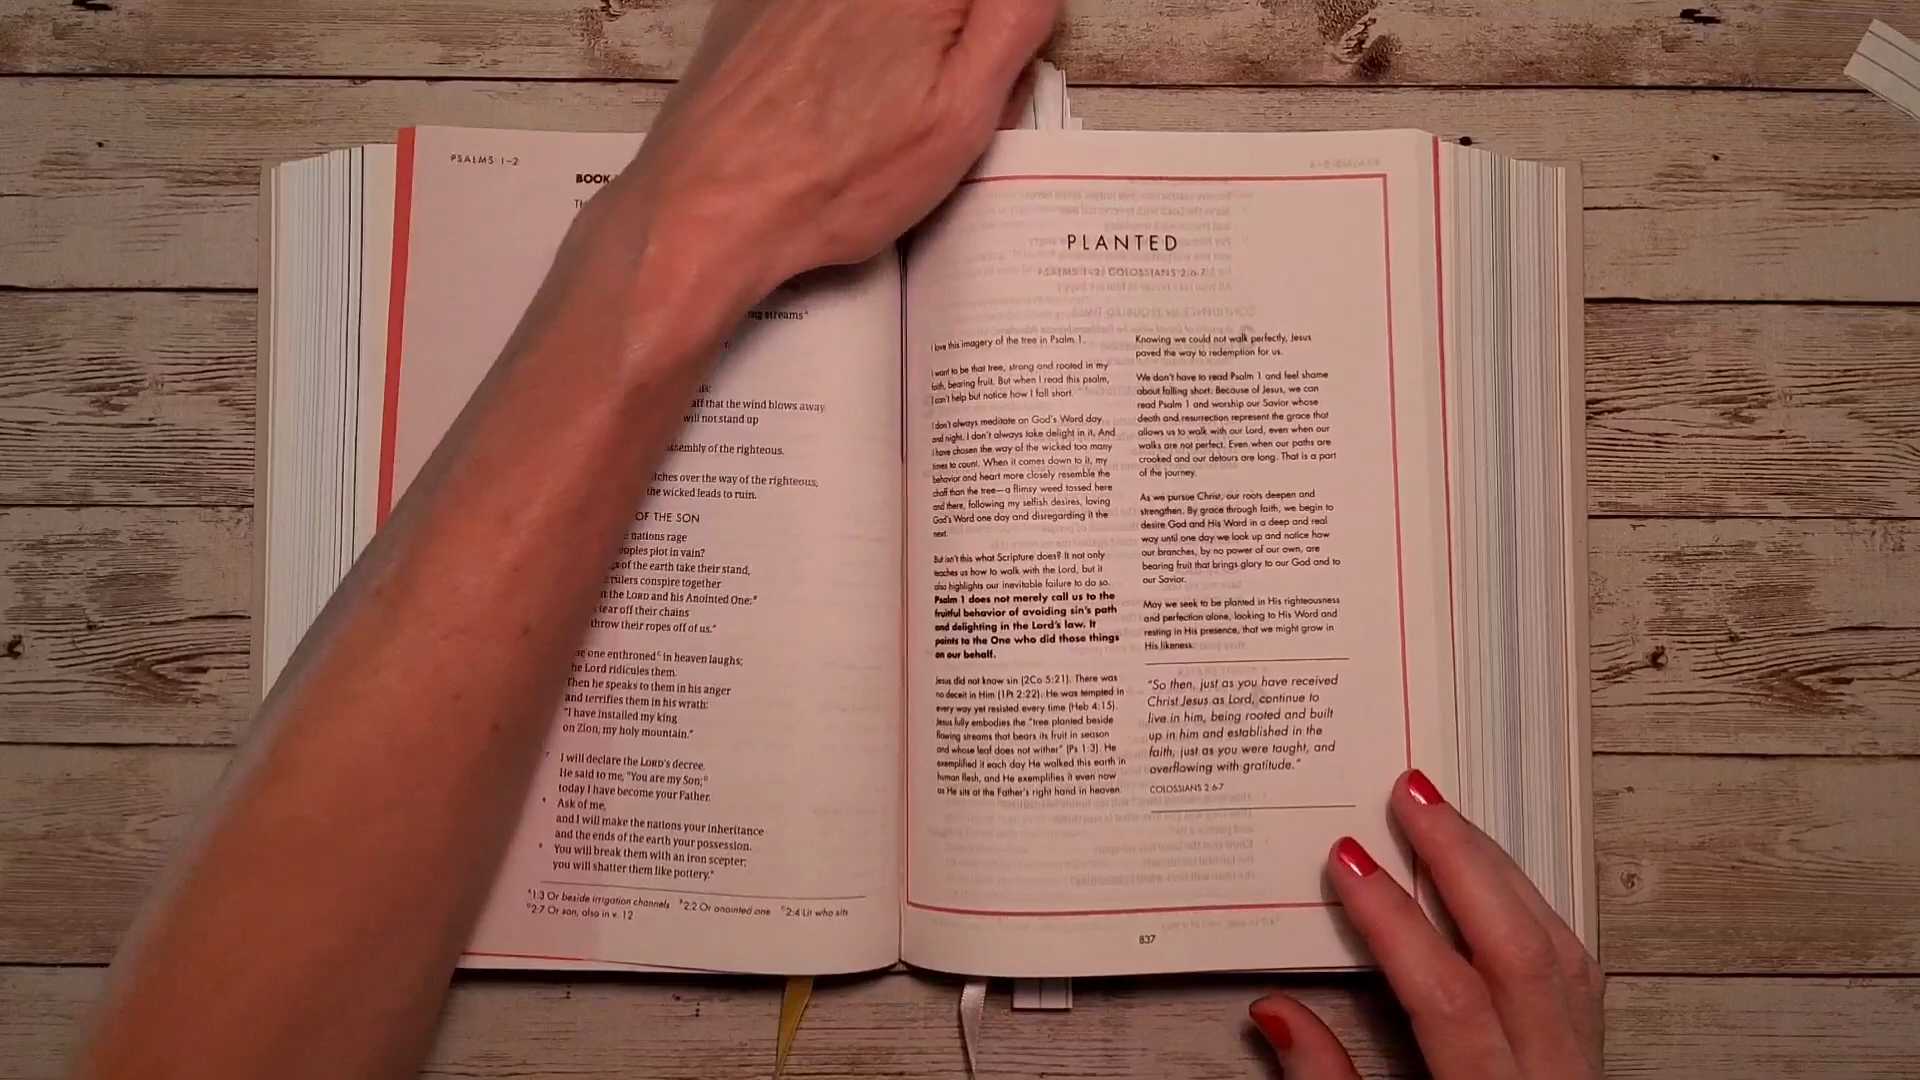 PSALMS 1–2
BOOK
ing streams
aff that the wind blows away.
will not stand up
assembly of the righteous.
tches over the way of the righteous,
the wicked leads to ruin.
OF THE SON
nations rage
eoples plot in vain?
of the earth take their stand,
rulers conspire together
the LORD and his Anointed One:ᴮ
tear off their chains
throw their ropes off of us."
one enthronedᶜ in heaven laughs;
he Lord ridicules them.
Then he speaks to them in his anger
and terrifies them in his wrath:
"I have installed my king
on Zion, my holy mountain."
⁷ I will declare the LORD's decree.
He said to me, "You are my Son;ᴰ
today I have become your Father.
⁸ Ask of me,
and I will make the nations your inheritance
and the ends of the earth your possession.
⁹ You will break them with an iron scepter;
you will shatter them like pottery."
ᴬ1:3 Or beside irrigation channels ᴮ2:2 Or anointed one ᶜ2:4 Lit who sits
ᴰ2:7 Or son, also in v. 12
PLANTED
PSALMS 1–2 | COLOSSIANS 2:6-7
I love this imagery of the tree in Psalm 1.
I want to be that tree, strong and rooted in my
faith, bearing fruit. But when I read this psalm,
I can't help but notice how I fall short.
I don't always meditate on God's Word day
and night. I don't always take delight in it. And
I have chosen the way of the wicked too many
times to count. When it comes down to it, my
behavior and heart more closely resemble the
chaff than the tree—a flimsy weed tossed here
and there, following my selfish desires, loving
God's Word one day and disregarding it the
next.
But isn't this what Scripture does? It not only
teaches us how to walk with the Lord, but it
also highlights our inevitable failure to do so.
Psalm 1 does not merely call us to the
fruitful behavior of avoiding sin's path
and delighting in the Lord's law. It
points to the One who did those things
on our behalf.
Jesus did not know sin (2Co 5:21). There was
no deceit in Him (1Pt 2:22). He was tempted in
every way yet resisted every time (Heb 4:15).
Jesus fully embodies the "tree planted beside
flowing streams that bears its fruit in season
and whose leaf does not wither" (Ps 1:3). He
exemplified it each day He walked this earth in
human flesh, and He exemplifies it even now
as He sits at the Father's right hand in heaven.
Knowing we could not walk perfectly, Jesus
paved the way to redemption for us.
We don't have to read Psalm 1 and feel shame
about falling short. Because of Jesus, we can
read Psalm 1 and worship our Savior whose
death and resurrection represent the grace that
allows us to walk with our Lord, even when our
walks are not perfect. Even when our paths are
crooked and our detours are long. That is a part
of the journey.
As we pursue Christ, our roots deepen and
strengthen. By grace through faith, we begin to
desire God and His Word in a deep and real
way until one day we look up and notice how
our branches, by no power of our own, are
bearing fruit that brings glory to our God and to
our Savior.
May we seek to be planted in His righteousness
and perfection alone, looking to His Word and
resting in His presence, that we might grow in
His likeness.
"So then, just as you have received
Christ Jesus as Lord, continue to
live in him, being rooted and built
up in him and established in the
faith, just as you were taught, and
overflowing with gratitude."
COLOSSIANS 2:6-7
837